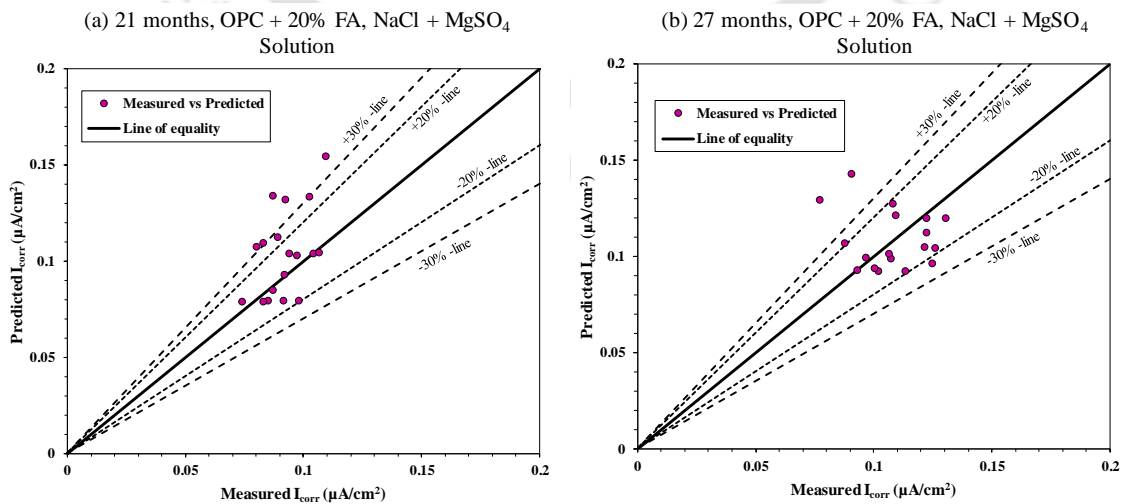 (a) 21 months, OPC + 20% FA, NaCl + MgSO₄
Solution
0.2
0.15
0.1
0.05
0
Predicted I_corr (µA/cm²)
Measured vs Predicted
Line of equality
+30% -line
+20% -line
-20% -line
-30% -line
0
0.05
0.1
0.15
0.2
Measured I_corr (µA/cm²)
(b) 27 months, OPC + 20% FA, NaCl + MgSO₄
Solution
0.2
0.15
0.1
0.05
0
Predicted I_corr (µA/cm²)
Measured vs Predicted
Line of equality
+30% -line
+20% -line
-20% -line
-30% -line
0
0.05
0.1
0.15
0.2
Measured I_corr (µA/cm²)